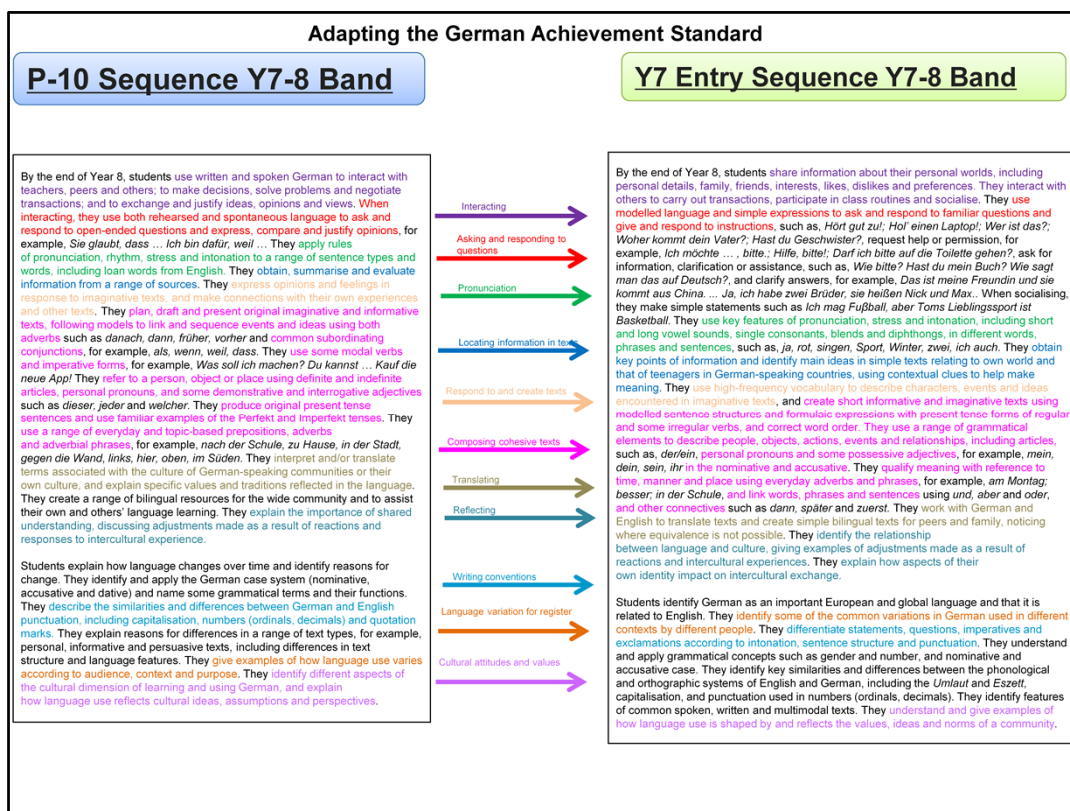 Adapting the German Achievement Standard
P-10 Sequence Y7-8 Band
By the end of Year 8, students use written and spoken German to interact with
teachers, peers and others; to make decisions, solve problems and negotiate
transactions; and to exchange and justify ideas, opinions and views. When
interacting, they use both rehearsed and spontaneous language to ask and
respond to open-ended questions and express, compare and justify opinions, for
example, Sie glaubt, dass … Ich bin dafür, weil … They apply rules
of pronunciation, rhythm, stress and intonation to a range of sentence types and
words, including loan words from English. They obtain, summarise and evaluate
information from a range of sources. They express opinions and feelings in
response to imaginative texts, and make connections with their own experiences
and other texts. They plan, draft and present original imaginative and informative
texts, following models to link and sequence events and ideas using both
adverbs such as danach, dann, früher, vorher and common subordinating
conjunctions, for example, als, wenn, weil, dass. They use some modal verbs
and imperative forms, for example, Was soll ich machen? Du kannst ... Kauf die
neue App! They refer to a person, object or place using definite and indefinite
articles, personal pronouns, and some demonstrative and interrogative adjectives
such as dieser, jeder and welcher. They produce original present tense
sentences and use familiar examples of the Perfekt and Imperfekt tenses. They
use a range of everyday and topic-based prepositions, adverbs
and adverbial phrases, for example, nach der Schule, zu Hause, in der Stadt,
gegen die Wand, links, hier, oben, im Süden. They interpret and/or translate
terms associated with the culture of German-speaking communities or their
own culture, and explain specific values and traditions reflected in the language.
They create a range of bilingual resources for the wide community and to assist
their own and others' language learning. They explain the importance of shared
understanding, discussing adjustments made as a result of reactions and
responses to intercultural experience.
Students explain how language changes over time and identify reasons for
change. They identify and apply the German case system (nominative,
accusative and dative) and name some grammatical terms and their functions.
They describe the similarities and differences between German and English
punctuation, including capitalisation, numbers (ordinals, decimals) and quotation
marks. They explain reasons for differences in a range of text types, for example,
personal, informative and persuasive texts, including differences in text
structure and language features. They give examples of how language use varies
according to audience, context and purpose. They identify different aspects of
the cultural dimension of learning and using German, and explain
how language use reflects cultural ideas, assumptions and perspectives.
Interacting
Asking and responding to
questions
Pronunciation
Locating information in texts
Respond to and create texts
Composing cohesive texts
Translating
Reflecting
Writing conventions
Language variation for register
Cultural attitudes and values
Y7 Entry Sequence Y7-8 Band
By the end of Year 8, students share information about their personal worlds, including
personal details, family, friends, interests, likes, dislikes and preferences. They interact with
others to carry out transactions, participate in class routines and socialise. They use
modelled language and simple expressions to ask and respond to familiar questions and
give and respond to instructions, such as, Hört gut zu!; Hol' einen Laptop!; Wer ist das?;
Woher kommt dein Vater?; Hast du Geschwister?, request help or permission, for
example, Ich möchte … , bitte.; Hilfe, bitte!; Darf ich bitte auf die Toilette gehen?, ask for
information, clarification or assistance, such as, Wie bitte? Hast du mein Buch? Wie sagt
man das auf Deutsch?, and clarify answers, for example, Das ist meine Freundin und sie
kommt aus China. ... Ja, ich habe zwei Brüder, sie heißen Nick und Max.. When socialising,
they make simple statements such as Ich mag Fußball, aber Toms Lieblingssport ist
Basketball. They use key features of pronunciation, stress and intonation, including short
and long vowel sounds, single consonants, blends and diphthongs, in different words,
phrases and sentences, such as, ja, rot, singen, Sport, Winter, zwei, ich auch. They obtain
key points of information and identify main ideas in simple texts relating to own world and
that of teenagers in German-speaking countries, using contextual clues to help make
meaning. They use high-frequency vocabulary to describe characters, events and ideas
encountered in imaginative texts, and create short informative and imaginative texts using
modelled sentence structures and formulaic expressions with present tense forms of regular
and some irregular verbs, and correct word order. They use a range of grammatical
elements to describe people, objects, actions, events and relationships, including articles,
such as, der/ein, personal pronouns and some possessive adjectives, for example, mein,
dein, sein, ihr in the nominative and accusative. They qualify meaning with reference to
time, manner and place using everyday adverbs and phrases, for example, am Montag;
besser; in der Schule, and link words, phrases and sentences using und, aber and oder,
and other connectives such as dann, später and zuerst. They work with German and
English to translate texts and create simple bilingual texts for peers and family, noticing
where equivalence is not possible. They identify the relationship
between language and culture, giving examples of adjustments made as a result of
reactions and intercultural experiences. They explain how aspects of their
own identity impact on intercultural exchange.
Students identify German as an important European and global language and that it is
related to English. They identify some of the common variations in German used in different
contexts by different people. They differentiate statements, questions, imperatives and
exclamations according to intonation, sentence structure and punctuation. They understand
and apply grammatical concepts such as gender and number, and nominative and
accusative case. They identify key similarities and differences between the phonological
and orthographic systems of English and German, including the Umlaut and Eszett,
capitalisation, and punctuation used in numbers (ordinals, decimals). They identify features
of common spoken, written and multimodal texts. They understand and give examples of
how language use is shaped by and reflects the values, ideas and norms of a community.